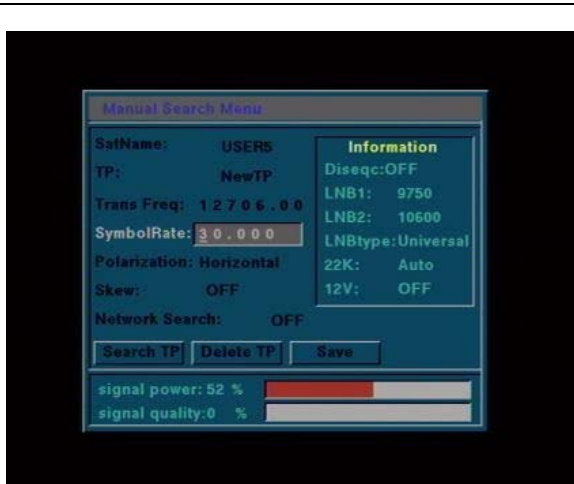 Manual Search Menu
SatName: USER5
TP: NewTP
Trans Freq: 12706.00
SymbolRate: 30.000
Polarization: Horizontal
Skew: OFF
Network Search: OFF
Search TP Delete TP Save
Information
Diseqc:OFF
LNB1: 9750
LNB2: 10600
LNBtype:Universal
22K: Auto
12V: OFF
signal power: 52 %
signal quality:0 %